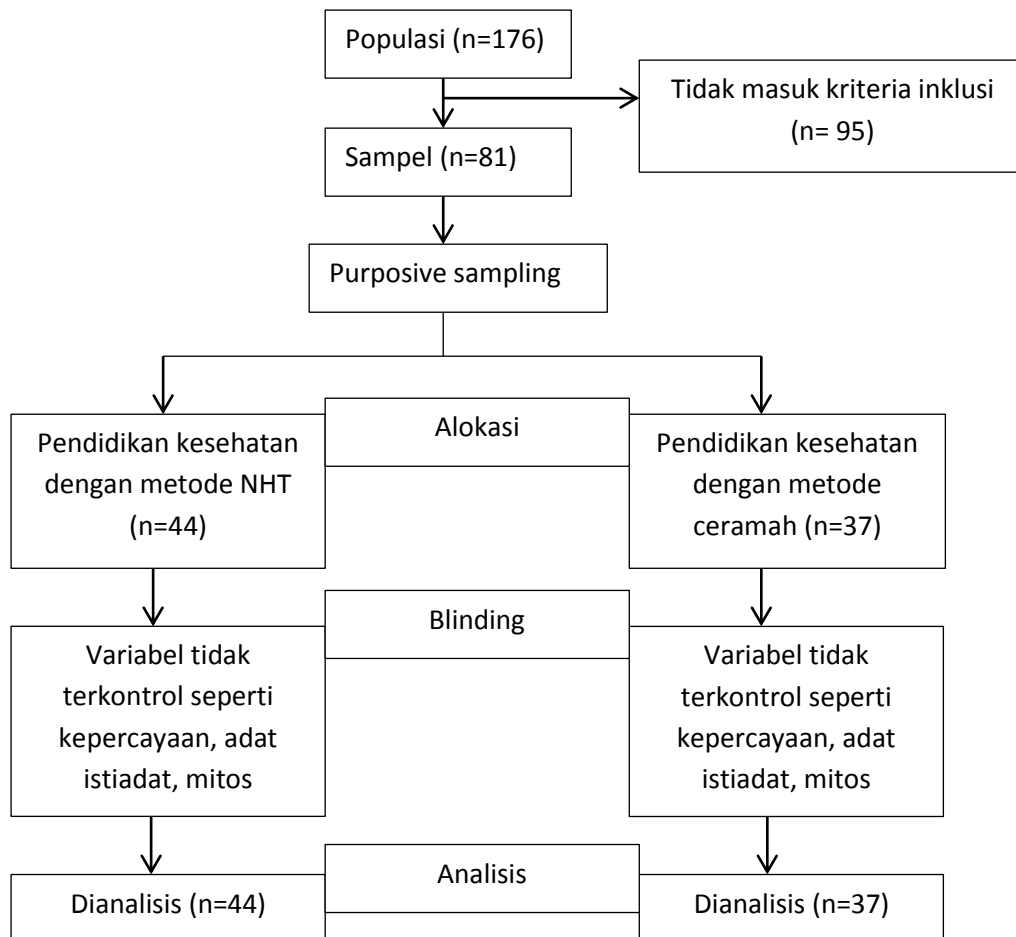 Populasi (n=176)
Tidak masuk kriteria inklusi
(n= 95)
Sampel (n=81)
Purposive sampling
Alokasi
Pendidikan kesehatan
dengan metode NHT
(n=44)
Pendidikan kesehatan
dengan metode
ceramah (n=37)
Blinding
Variabel tidak
terkontrol seperti
kepercayaan, adat
istiadat, mitos
Variabel tidak
terkontrol seperti
kepercayaan, adat
istiadat, mitos
Analisis
Dianalisis (n=44)
Dianalisis (n=37)